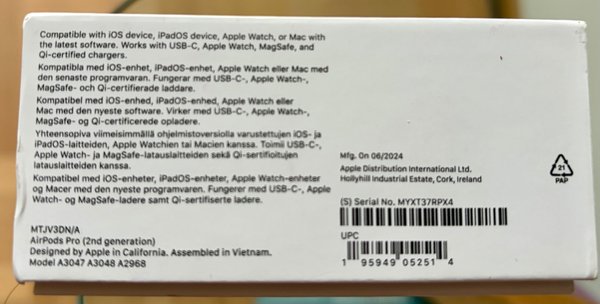 Compatible with iOS device, iPadOS device, Apple Watch, or Mac with
the latest software. Works with USB-C, Apple Watch, MagSafe, and
Qi-certified chargers.
Kompatibla med iOS-enhet, iPadOS-enhet, Apple Watch eller Mac med
den senaste programvaran. Fungerar med USB-C-, Apple Watch-,
MagSafe- och Qi-certifierade laddare.
Kompatibel med iOS-enhed, iPadOS-enhed, Apple Watch eller
Mac med den nyeste software. Virker med USB-C-, Apple Watch-,
MagSafe- og Qi-certificerede opladere.
Yhteensopiva viimeisimmällä ohjelmistoversiolla varustettujen iOS- ja
iPadOS-laitteiden, Apple Watchien tai Macien kanssa. Toimii USB-C-,
Apple Watch- ja MagSafe-latauslaitteiden sekä Qi-sertifioitujen
latauslaitteiden kanssa.
Kompatibel med iOS-enheter, iPadOS-enheter, Apple Watch-enheter
og Macer med den nyeste programvaren. Fungerer med USB-C-, Apple
Watch- og MagSafe-ladere samt Qi-sertifiserte ladere.
MTJV3DN/A
AirPods Pro (2nd generation)
Designed by Apple in California. Assembled in Vietnam.
Model A3047 A3048 A2968
Mfg. On 06/2024
Apple Distribution International Ltd.
Hollyhill Industrial Estate, Cork, Ireland
(S) Serial No. MYXT37RPX4
UPC
1 95949 05251 4
21
PAP